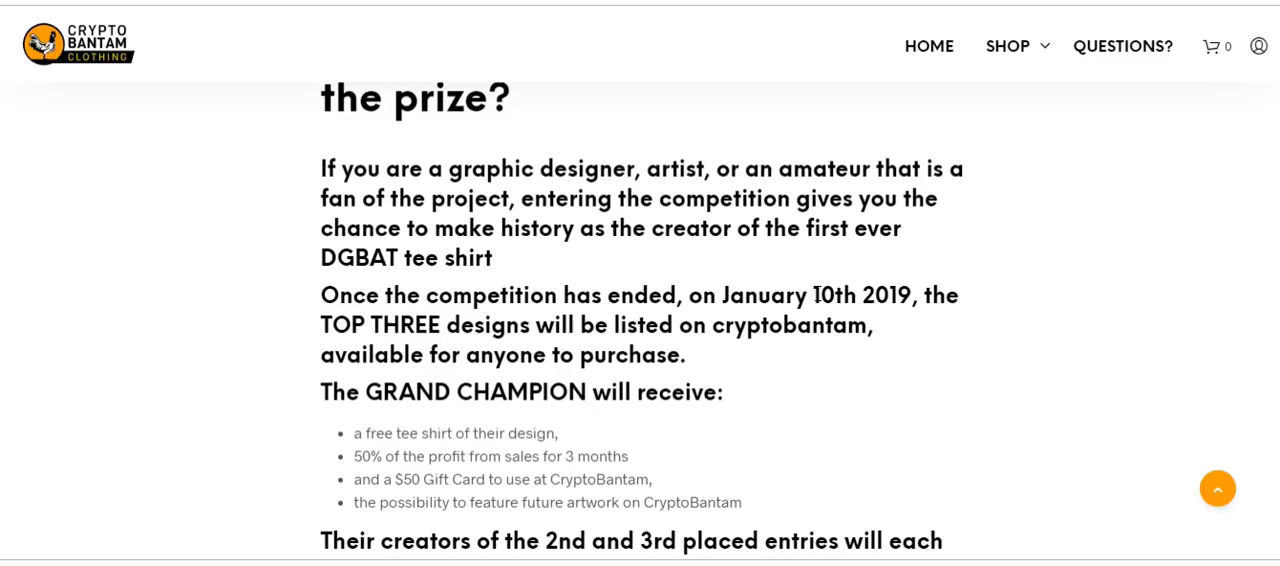 CRYPTO
BANTAM
CLOTHING
HOME
SHOP
QUESTIONS?
0
the prize?
If you are a graphic designer, artist, or an amateur that is a
fan of the project, entering the competition gives you the
chance to make history as the creator of the first ever
DGBAT tee shirt
Once the competition has ended, on January 10th 2019, the
TOP THREE designs will be listed on cryptobantam,
available for anyone to purchase.
The GRAND CHAMPION will receive:
• a free tee shirt of their design,
• 50% of the profit from sales for 3 months
• and a $50 Gift Card to use at CryptoBantam,
• the possibility to feature future artwork on CryptoBantam
Their creators of the 2nd and 3rd placed entries will each